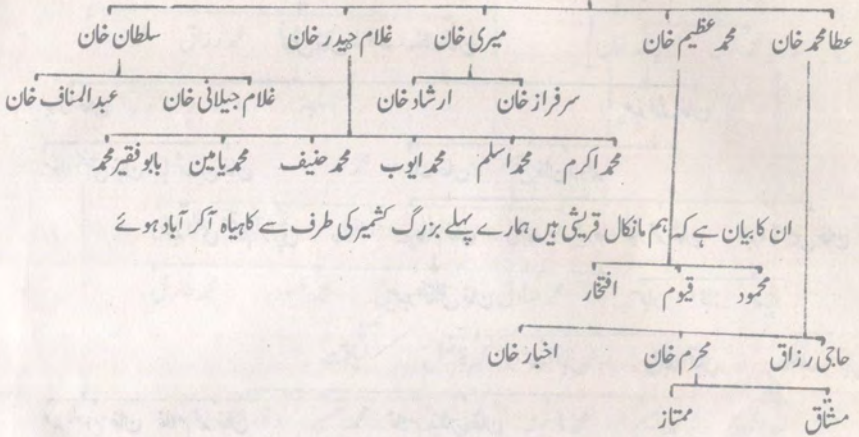 عطا محمد خان محمد عظیم خان میری خان غلام حیدر خان سلطان خان
سرفراز خان ارشاد خان غلام جیلانی خان عبدالمناف خان
محمد اکرم محمد اسلم محمد ایوب محمد حنیف محمد یامین بابو فقیر محمد
ان کا بیان ہے کہ ہم مانکال قریشی ہیں ہمارے پہلے بزرگ کشمیر کی طرف سے کاہیاہ آکر آباد ہوئے
محمود قیوم افتخار
حاجی رزاق محرم خان اخبار خان
مشتاق ممتاز